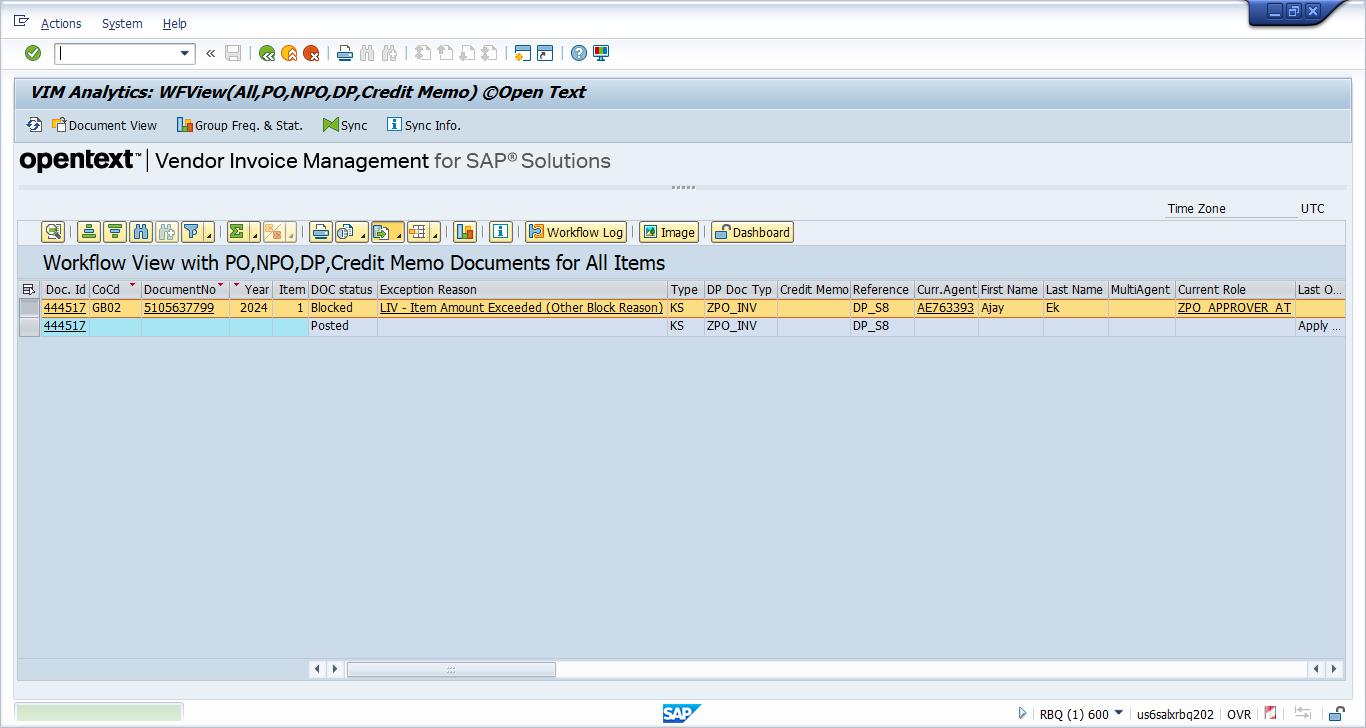 Actions System Help
VIM Analytics: WFView(All,PO,NPO,DP,Credit Memo) ©Open Text
Document View Group Freq. & Stat. Sync Sync Info.
opentext™ | Vendor Invoice Management for SAP® Solutions
Time Zone UTC
Workflow Log Image Dashboard
Workflow View with PO,NPO,DP,Credit Memo Documents for All Items
Doc. Id CoCd DocumentNo Year Item DOC status Exception Reason Type DP Doc Typ Credit Memo Reference Curr.Agent First Name Last Name MultiAgent Current Role Last O...
444517 GB02 5105637799 2024 1 Blocked LIV - Item Amount Exceeded (Other Block Reason) KS ZPO_INV DP_S8 AE763393 Ajay Ek ZPO_APPROVER_AT
444517 Posted KS ZPO_INV DP_S8 Apply ...
SAP RBQ (1) 600 us6salxrbq202 OVR